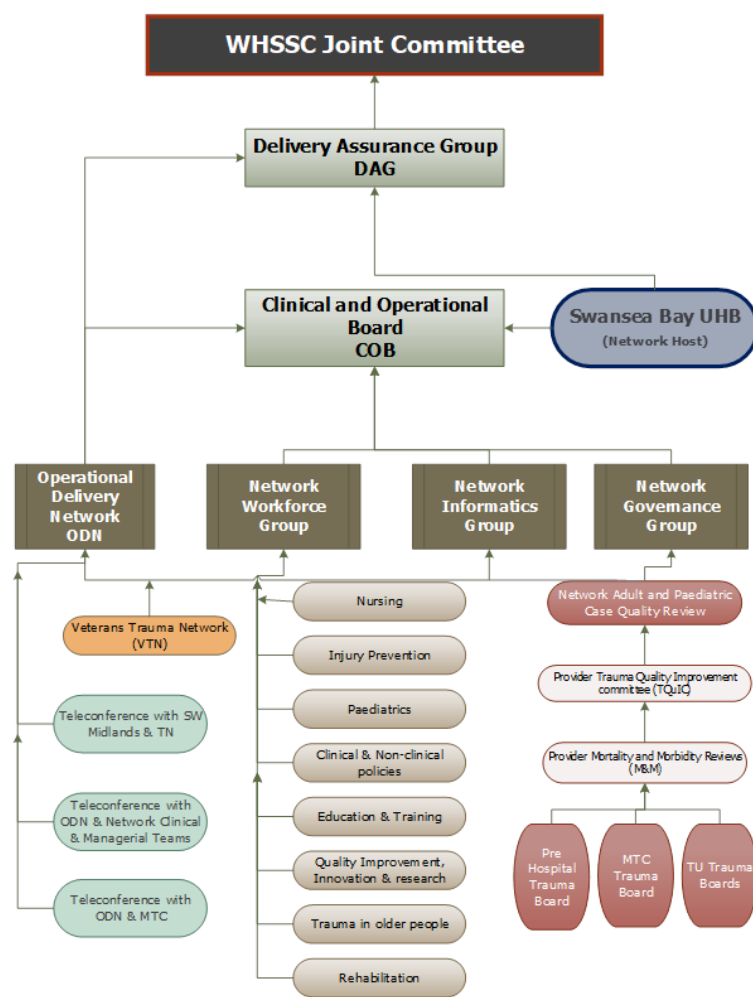 WHSSC Joint Committee
Delivery Assurance Group
DAG
Clinical and Operational
Board
COB
Swansea Bay UHB
(Network Host)
Operational
Delivery
Network
ODN
Network
Workforce
Group
Network
Informatics
Group
Network
Governance
Group
Veterans Trauma Network
(VTN)
Teleconference with SW
Midlands & TN
Teleconference with
ODN & Network Clinical
& Managerial Teams
Teleconference with
ODN & MTC
Nursing
Injury Prevention
Paediatrics
Clinical & Non-clinical
policies
Education & Training
Quality Improvement,
Innovation & research
Trauma in older people
Rehabilitation
Network Adult and Paediatric
Case Quality Review
Provider Trauma Quality Improvement
committee (TQuIC)
Provider Mortality and Morbidity Reviews
(M&M)
Pre
Hospital
Trauma
Board
MTC
Trauma
Board
TU Trauma
Boards